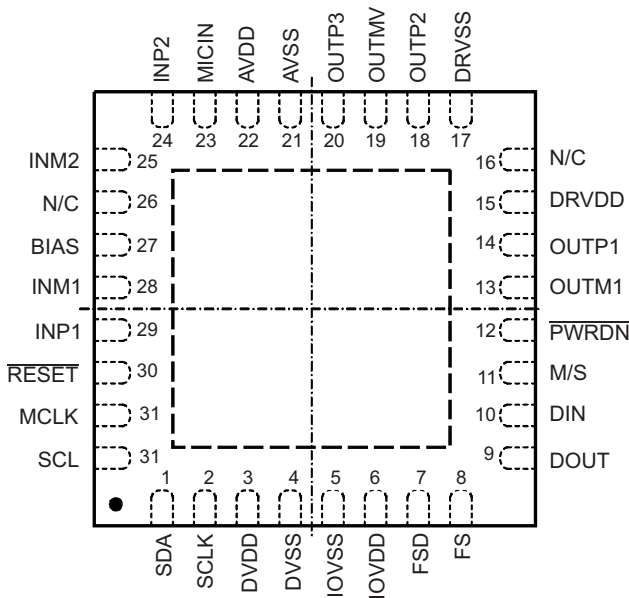 INP2 MICIN AVDD AVSS OUTP3 OUTMV OUTP2 DRVSS
24 23 22 21 20 19 18 17
INM2 25 16 N/C
N/C 26 15 DRVDD
BIAS 27 14 OUTP1
INM1 28 13 OUTM1
INP1 29 12 PWRDN
RESET 30 11 M/S
MCLK 31 10 DIN
SCL 31 9 DOUT
1 2 3 4 5 6 7 8
SDA SCLK DVDD DVSS IOVSS IOVDD FSD FS